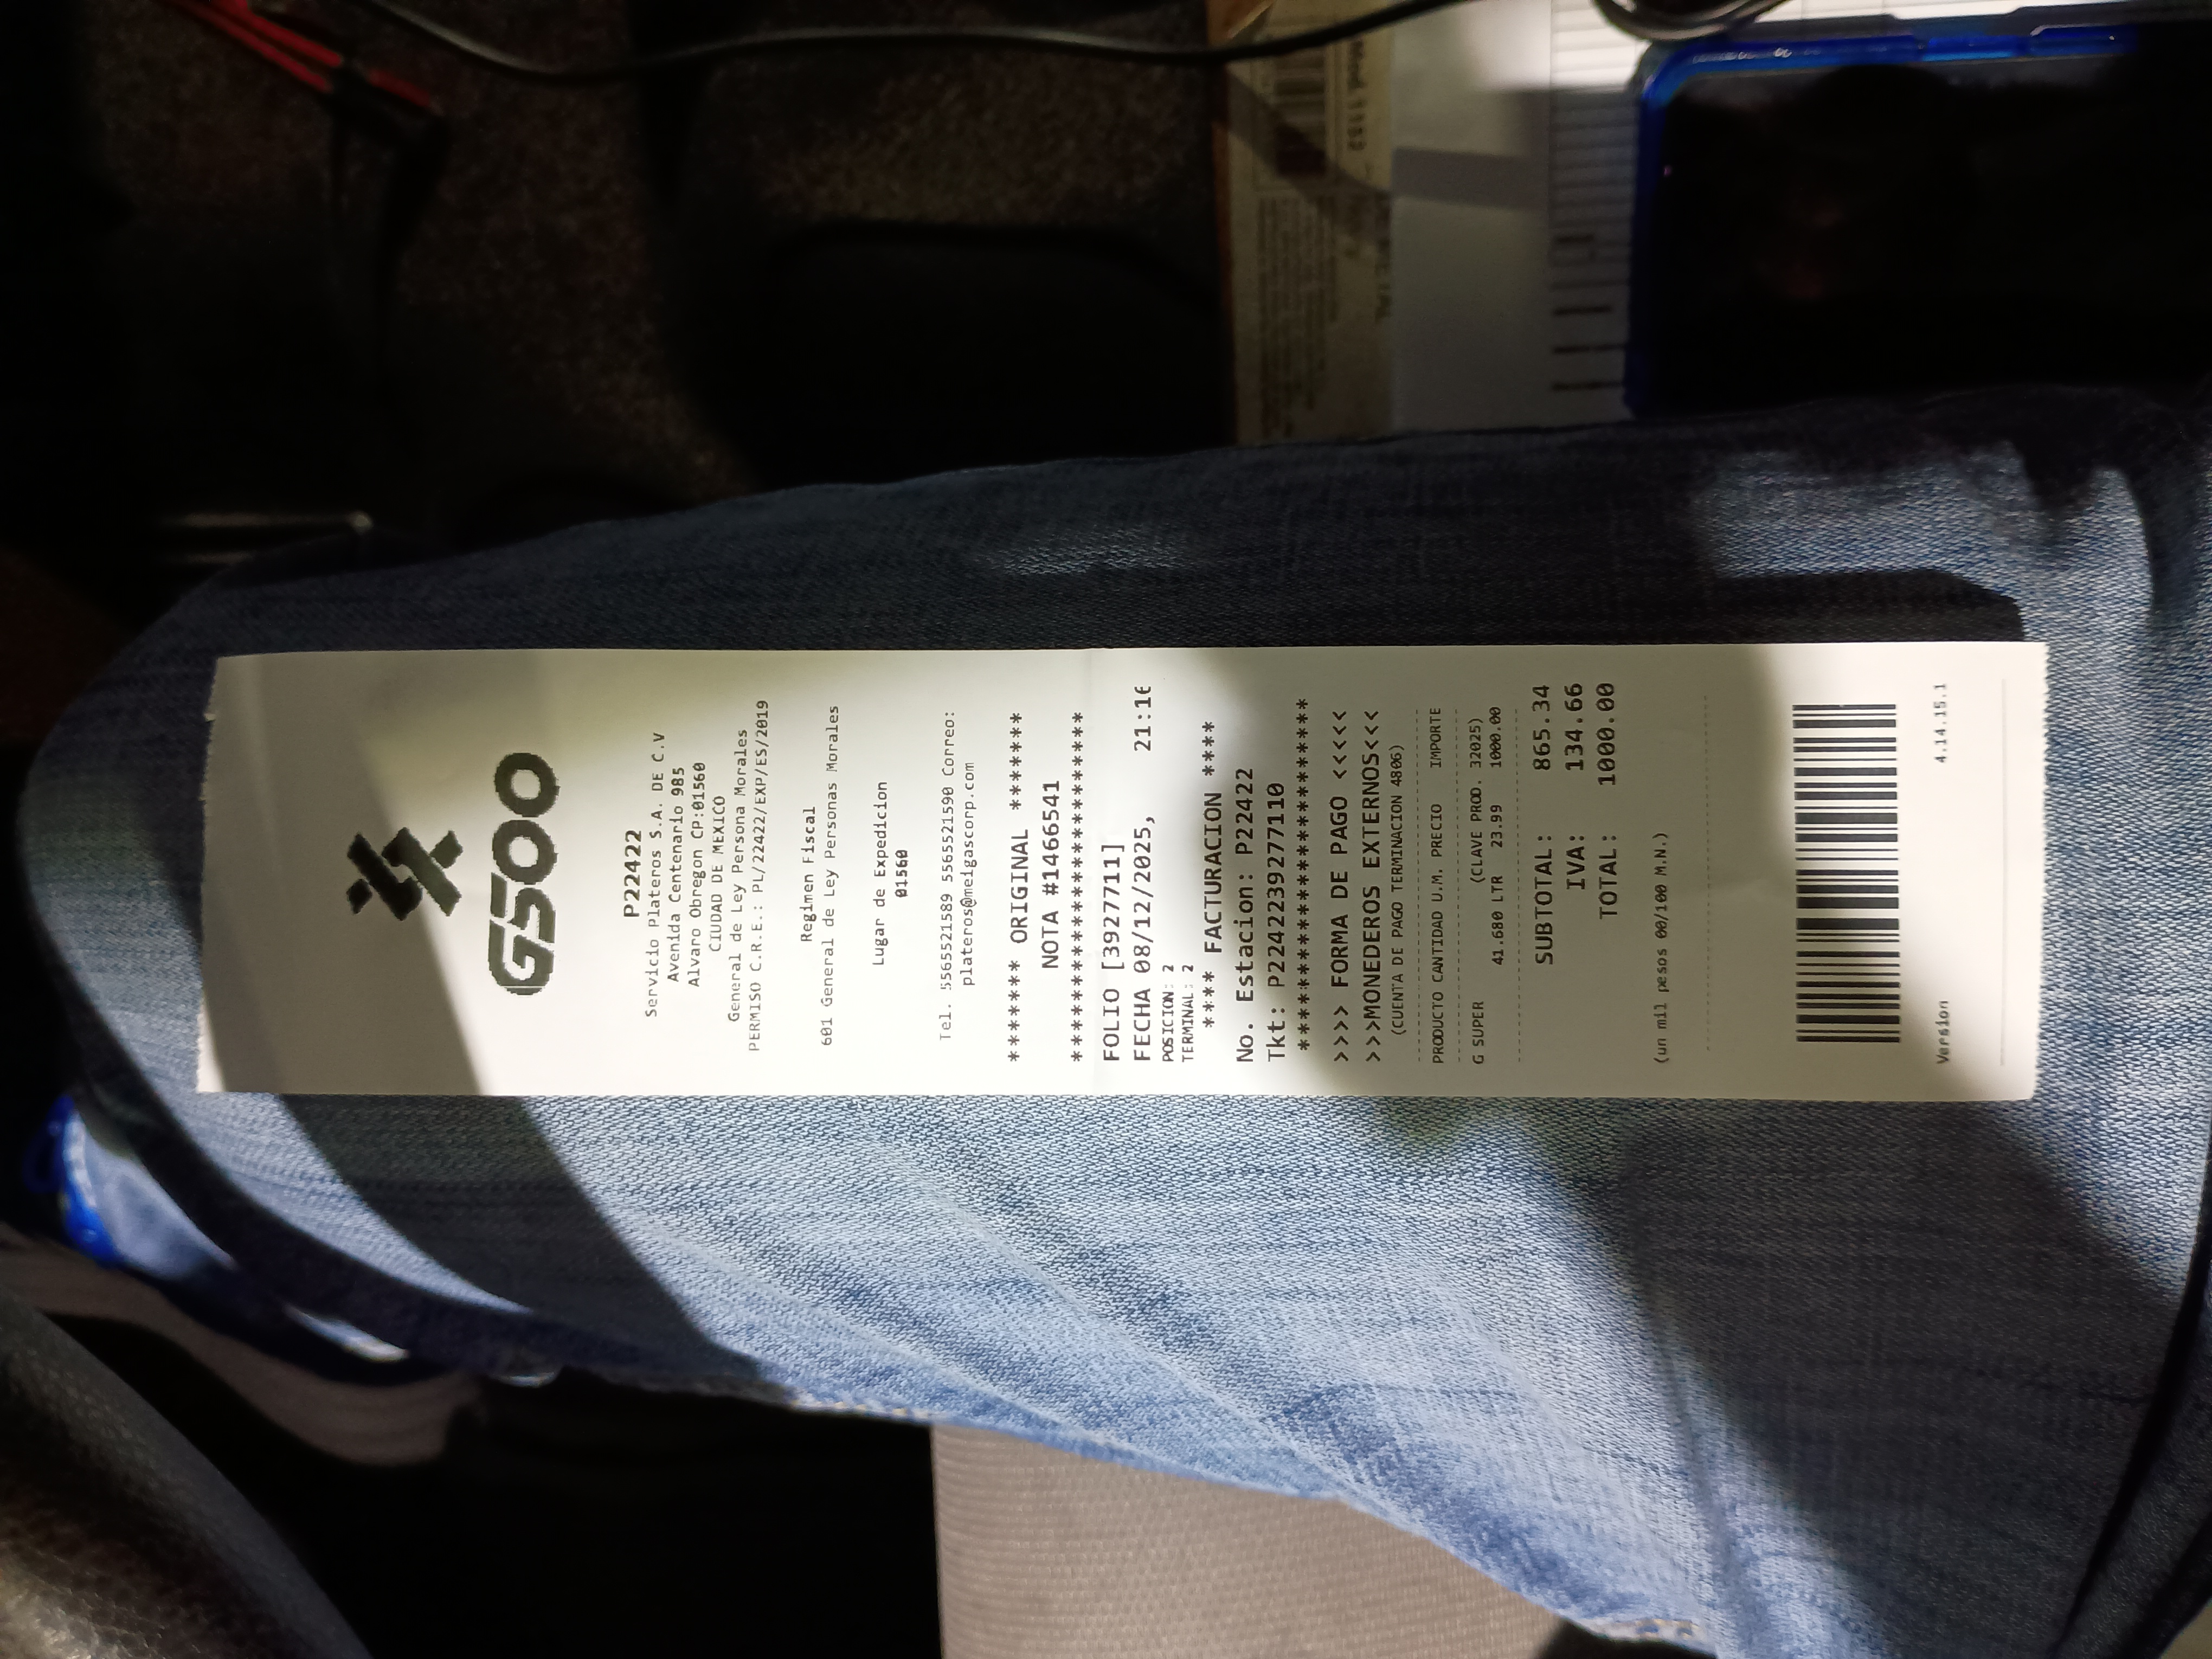 G500
P22422
Servicio Plateros S.A. DE C.V
Avenida Centenario 985
Alvaro Obregon CP:01560
CIUDAD DE MEXICO
General de Ley Persona Morales
PERMISO C.R.E.: PL/22422/EXP/ES/2019
Regimen Fiscal
601 General de Ley Personas Morales
Lugar de Expedicion
01560
Tel. 5565521589 5565521590 Correo:
plateros@meigascorp.com
******* ORIGINAL *******
NOTA #1466541
**************************
FOLIO [3927711]
FECHA 08/12/2025, 21:16
POSICION: 2
TERMINAL: 2
**** FACTURACION ****
No. Estacion: P22422
Tkt: P2242239277110
**************************
>>>> FORMA DE PAGO <<<<<
>>>MONEDEROS EXTERNOS<<<
(CUENTA DE PAGO TERMINACION 4806)
PRODUCTO CANTIDAD U.M. PRECIO IMPORTE
G SUPER (CLAVE PROD. 32025)
41.680 LTR 23.99 1000.00
SUBTOTAL: 865.34
IVA: 134.66
TOTAL: 1000.00
(un mil pesos 00/100 M.N.)
Version 4.14.15.1